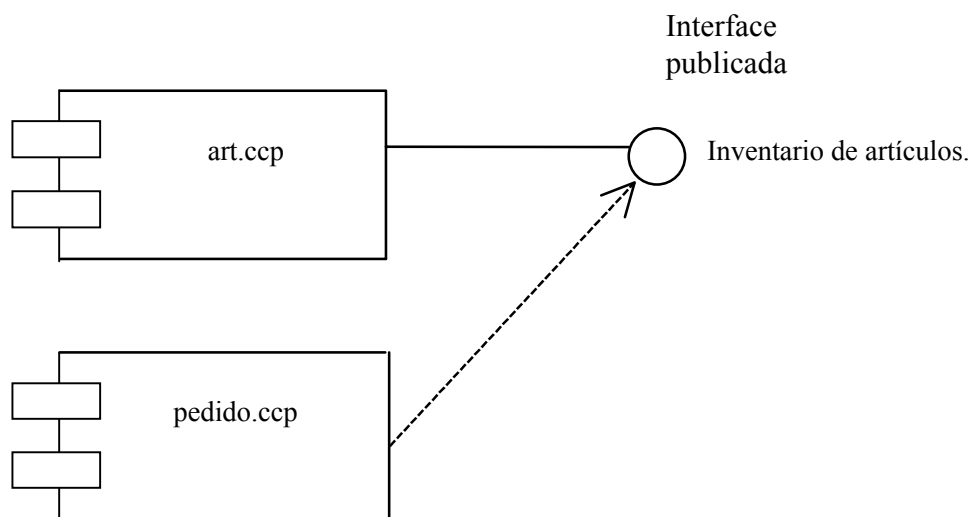 Interface
publicada
art.ccp
Inventario de artículos.
pedido.ccp